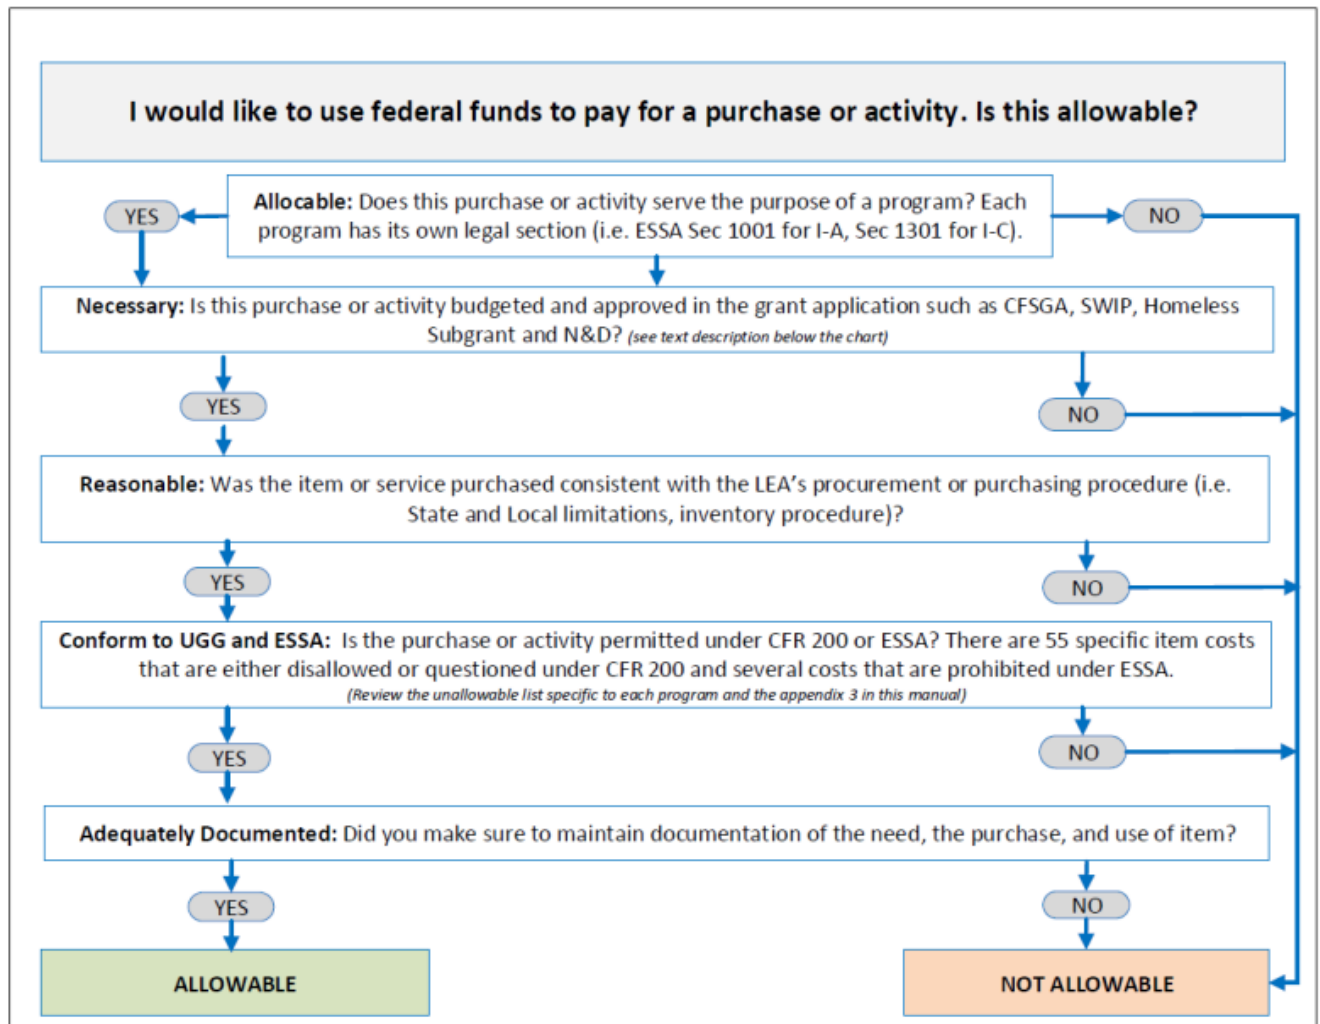 I would like to use federal funds to pay for a purchase or activity. Is this allowable?
YES
Allocable: Does this purchase or activity serve the purpose of a program? Each
program has its own legal section (i.e. ESSA Sec 1001 for I-A, Sec 1301 for I-C).
NO
Necessary: Is this purchase or activity budgeted and approved in the grant application such as CFSGA, SWIP, Homeless
Subgrant and N&D? (see text description below the chart)
YES
NO
Reasonable: Was the item or service purchased consistent with the LEA's procurement or purchasing procedure (i.e.
State and Local limitations, inventory procedure)?
YES
NO
Conform to UGG and ESSA: Is the purchase or activity permitted under CFR 200 or ESSA? There are 55 specific item costs
that are either disallowed or questioned under CFR 200 and several costs that are prohibited under ESSA.
(Review the unallowable list specific to each program and the appendix 3 in this manual)
YES
NO
Adequately Documented: Did you make sure to maintain documentation of the need, the purchase, and use of item?
YES
NO
ALLOWABLE
NOT ALLOWABLE